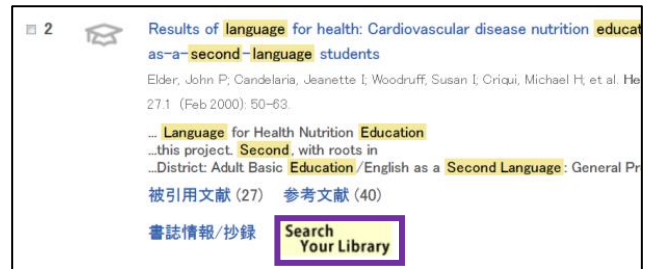 2
Results of language for health: Cardiovascular disease nutrition educat
as-a-second-language students
Elder, John P; Candelaria, Jeanette I; Woodruff, Susan I; Criqui, Michael H; et al. He
27.1 (Feb 2000): 50-63.
... Language for Health Nutrition Education
...this project. Second, with roots in
...District: Adult Basic Education/English as a Second Language: General Pr
被引用文献 (27) 参考文献 (40)
書誌情報/抄録 Search
Your Library